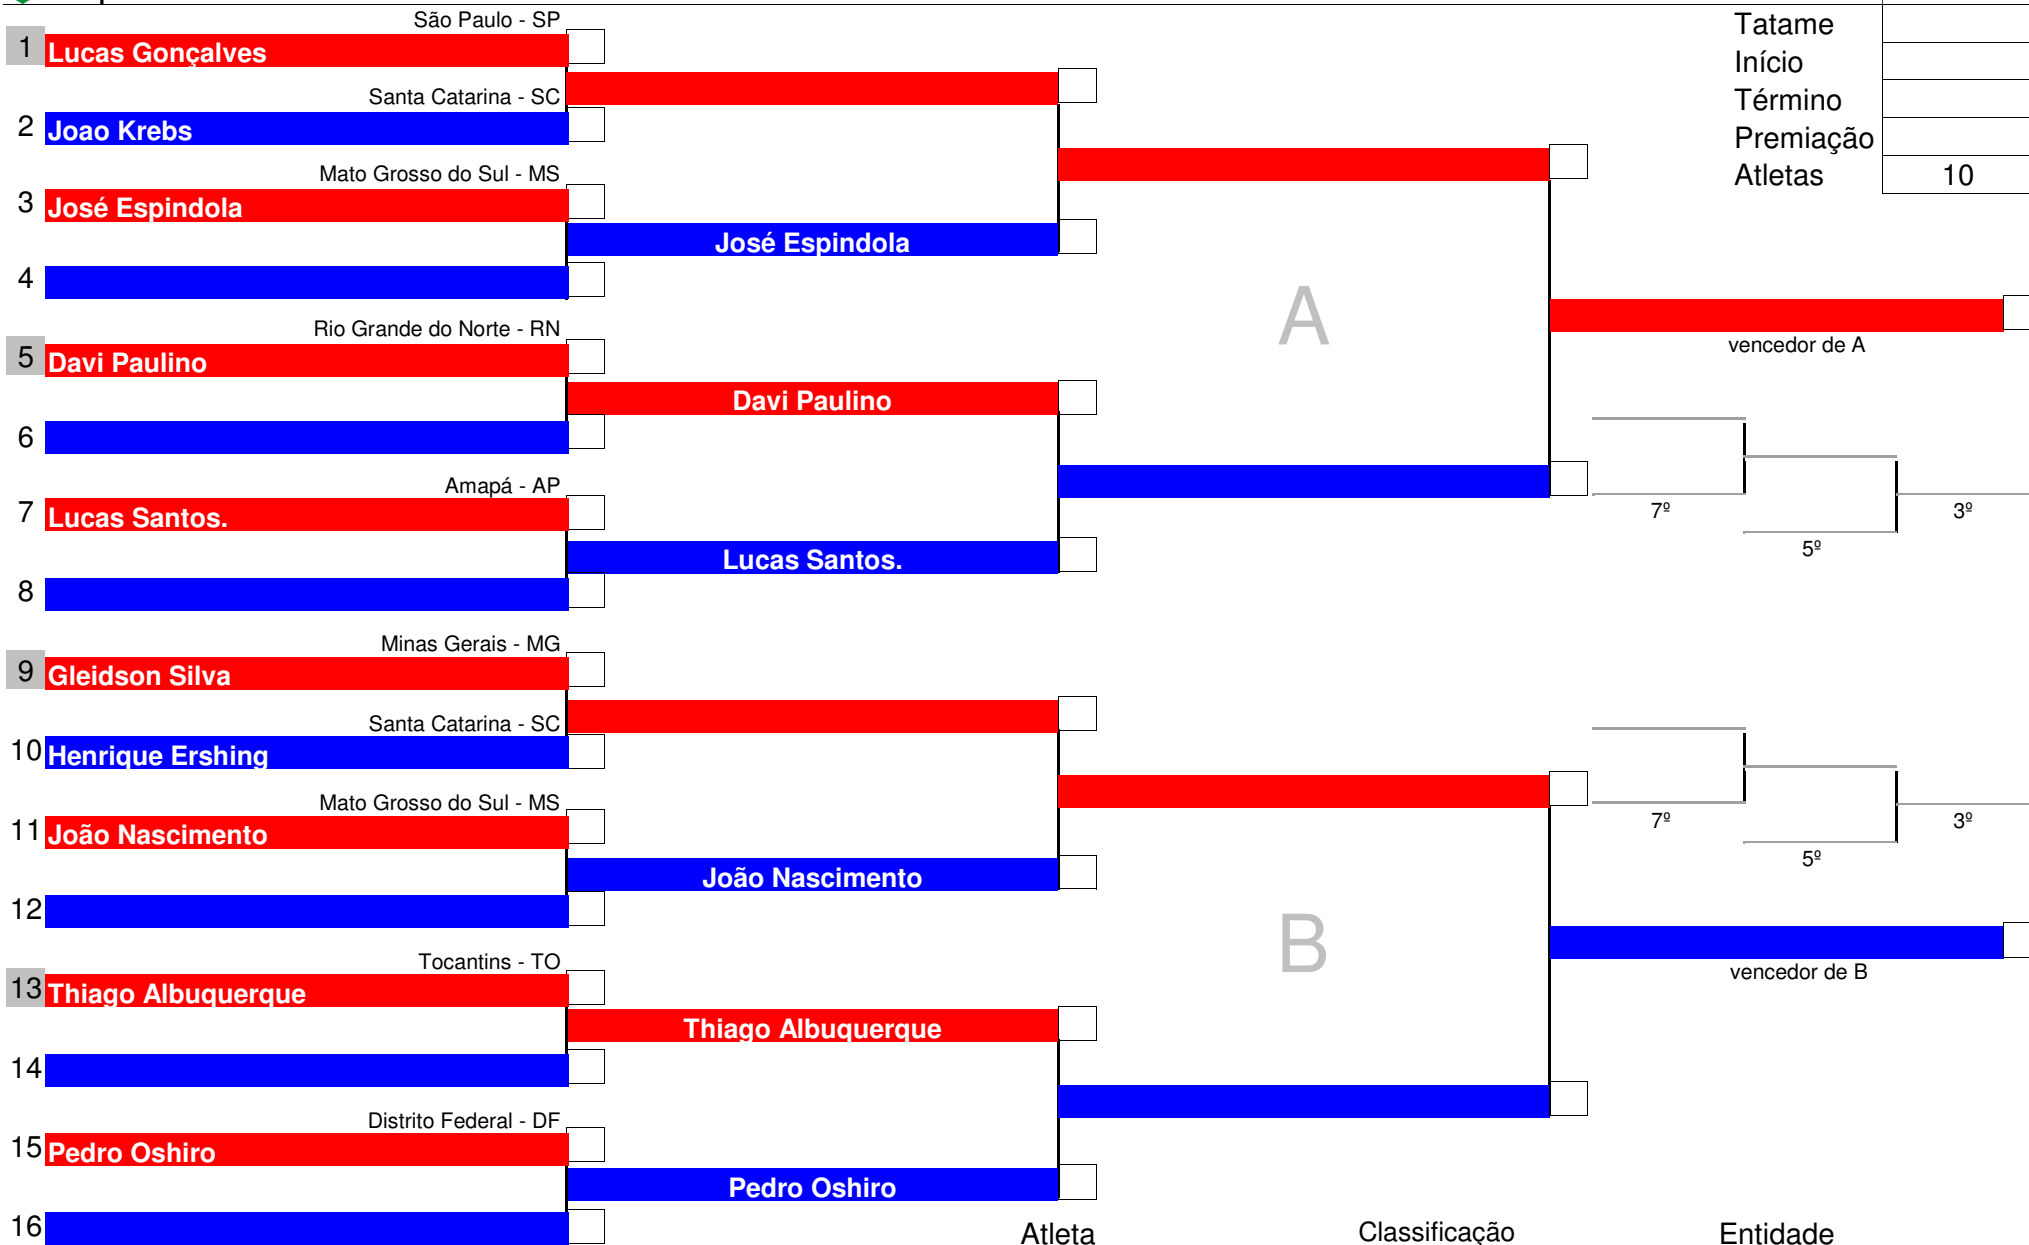 São Paulo - SP
Tatame
1 Lucas Gonçalves
Início
Santa Catarina - SC
Término
2 Joao Krebs
Premiação
Mato Grosso do Sul - MS
Atletas 10
3 José Espindola
José Espindola
4
A
Rio Grande do Norte - RN
vencedor de A
5 Davi Paulino
Davi Paulino
6
Amapá - AP
7º 3º
7 Lucas Santos.
5º
Lucas Santos.
8
Minas Gerais - MG
9 Gleidson Silva
Santa Catarina - SC
10 Henrique Ershing
Mato Grosso do Sul - MS
7º 3º
11 João Nascimento
5º
João Nascimento
12
B
Tocantins - TO
vencedor de B
13 Thiago Albuquerque
Thiago Albuquerque
14
Distrito Federal - DF
15 Pedro Oshiro
Pedro Oshiro
16
Atleta Classificação Entidade